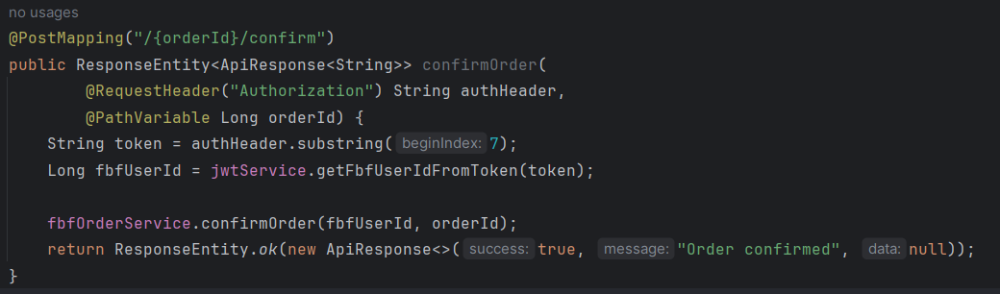 no usages
@PostMapping("/{orderId}/confirm")
public ResponseEntity<ApiResponse<String>> confirmOrder(
        @RequestHeader("Authorization") String authHeader,
        @PathVariable Long orderId) {
    String token = authHeader.substring( beginIndex: 7);
    Long fbfUserId = jwtService.getFbfUserIdFromToken(token);

    fbfOrderService.confirmOrder(fbfUserId, orderId);
    return ResponseEntity.ok(new ApiResponse<>( success: true, message: "Order confirmed", data: null));
}